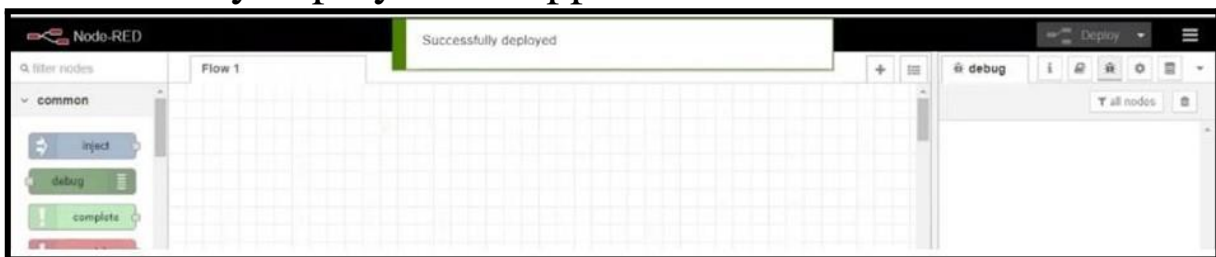 Node-RED
Successfully deployed
Deploy
filter nodes
Flow 1
debug
i
common
all nodes
inject
debug
complete